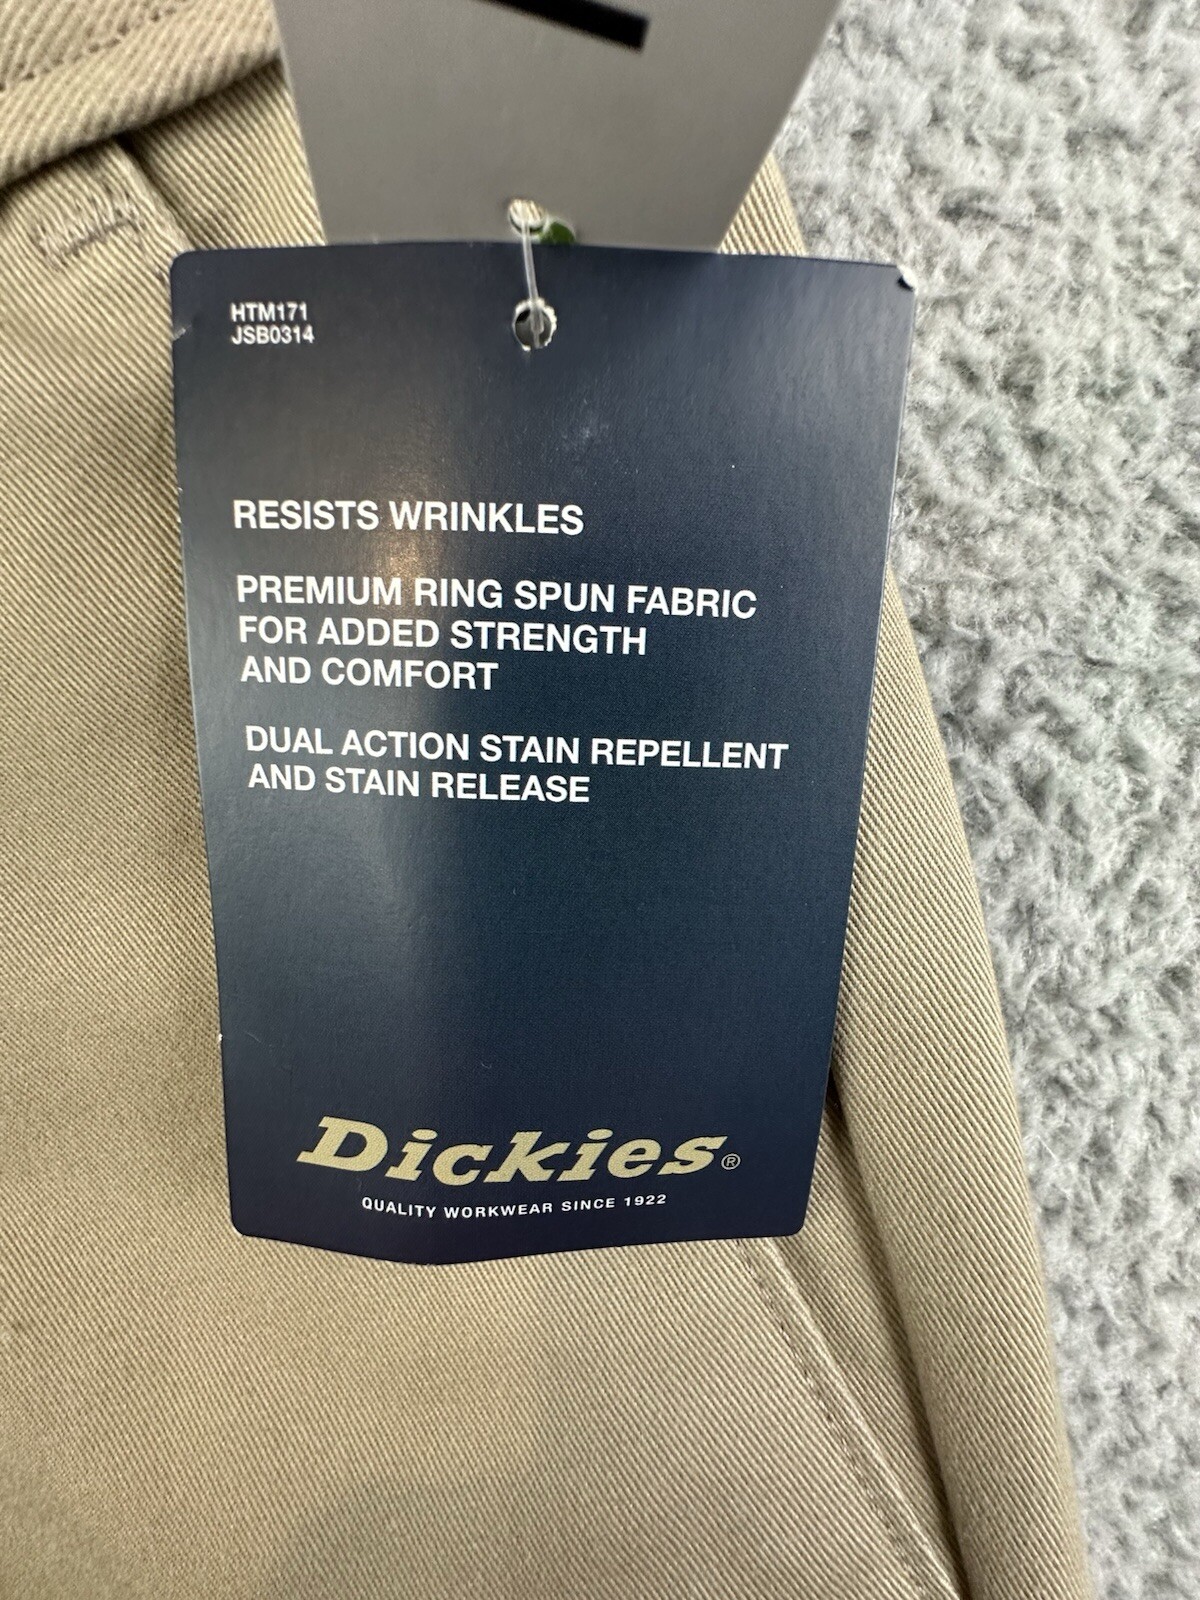 HTM171
JSB0314
RESISTS WRINKLES
PREMIUM RING SPUN FABRIC
FOR ADDED STRENGTH
AND COMFORT
DUAL ACTION STAIN REPELLENT
AND STAIN RELEASE
Dickies®
QUALITY WORKWEAR SINCE 1922